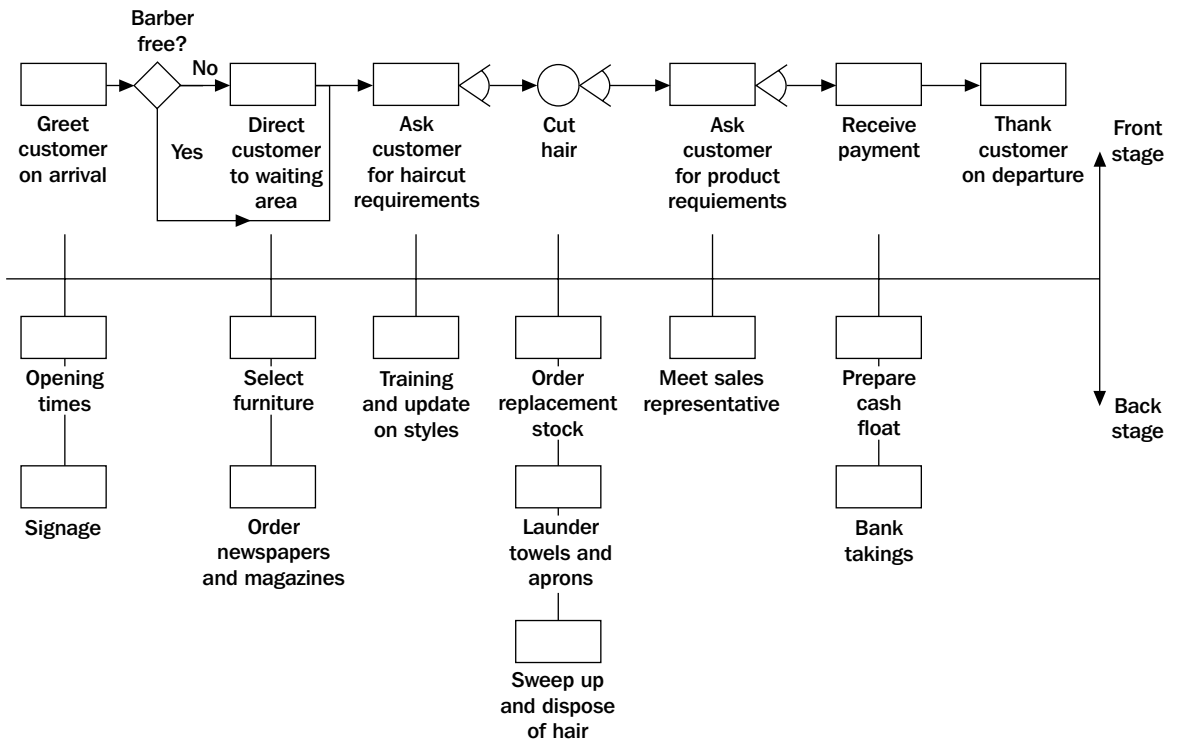 Barber
free?
No
Yes
Greet
customer
on arrival
Direct
customer
to waiting
area
Ask
customer
for haircut
requirements
Cut
hair
Ask
customer
for product
requiements
Receive
payment
Thank
customer
on departure
Front
stage
Back
stage
Opening
times
Select
furniture
Training
and update
on styles
Order
replacement
stock
Meet sales
representative
Prepare
cash
float
Signage
Order
newspapers
and magazines
Launder
towels and
aprons
Bank
takings
Sweep up
and dispose
of hair